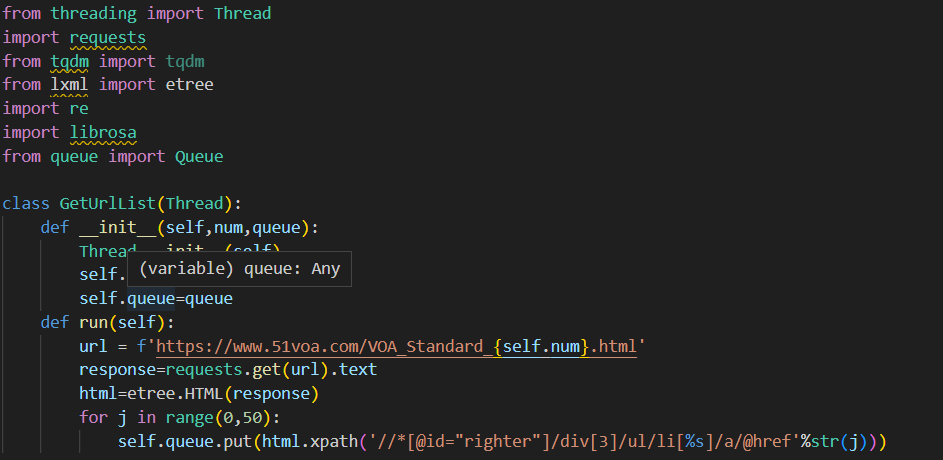 from threading import Thread
import requests
from tqdm import tqdm
from lxml import etree
import re
import librosa
from queue import Queue
class GetUrlList(Thread):
    def __init__(self,num,queue):
        Thread.__init__(self)
        self.
(variable) queue: Any
        self.queue=queue
    def run(self):
        url = f'https://www.51voa.com/VOA_Standard_{self.num}.html'
        response=requests.get(url).text
        html=etree.HTML(response)
        for j in range(0,50):
            self.queue.put(html.xpath('//*[@id="righter"]/div[3]/ul/li[%s]/a/@href'%str(j)))